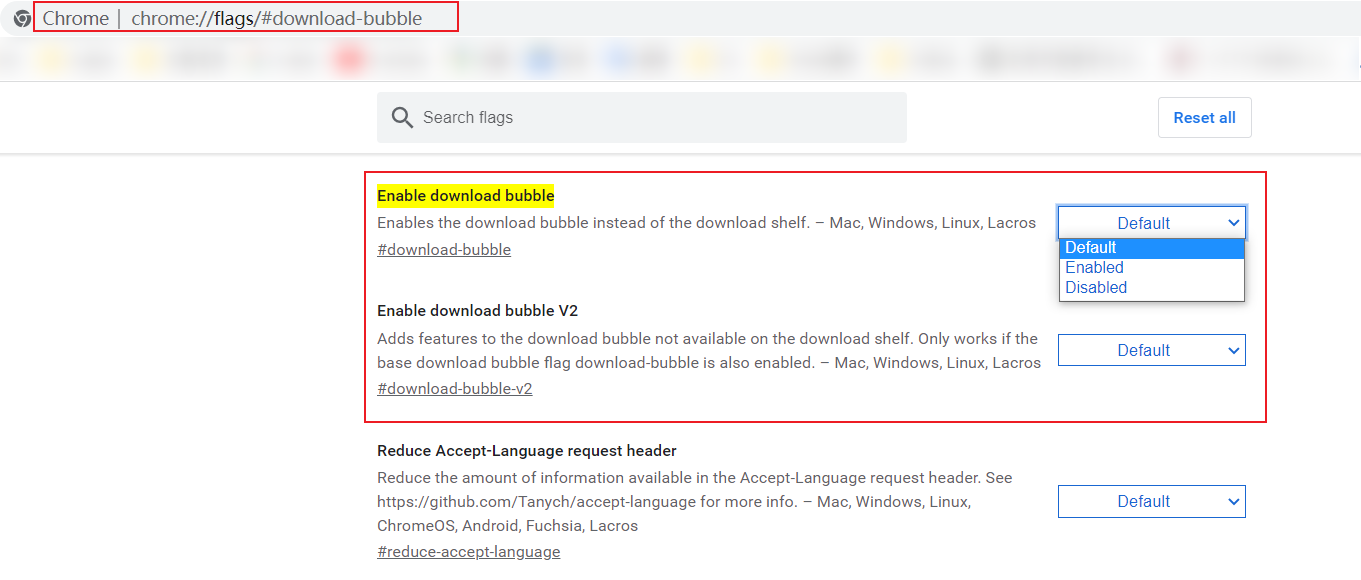 Chrome | chrome://flags/#download-bubble
Search flags
Reset all
Enable download bubble
Enables the download bubble instead of the download shelf. – Mac, Windows, Linux, Lacros
#download-bubble
Default
Default
Enabled
Disabled
Enable download bubble V2
Adds features to the download bubble not available on the download shelf. Only works if the
base download bubble flag download-bubble is also enabled. – Mac, Windows, Linux, Lacros
#download-bubble-v2
Default
Reduce Accept-Language request header
Reduce the amount of information available in the Accept-Language request header. See
https://github.com/Tanych/accept-language for more info. – Mac, Windows, Linux,
ChromeOS, Android, Fuchsia, Lacros
#reduce-accept-language
Default